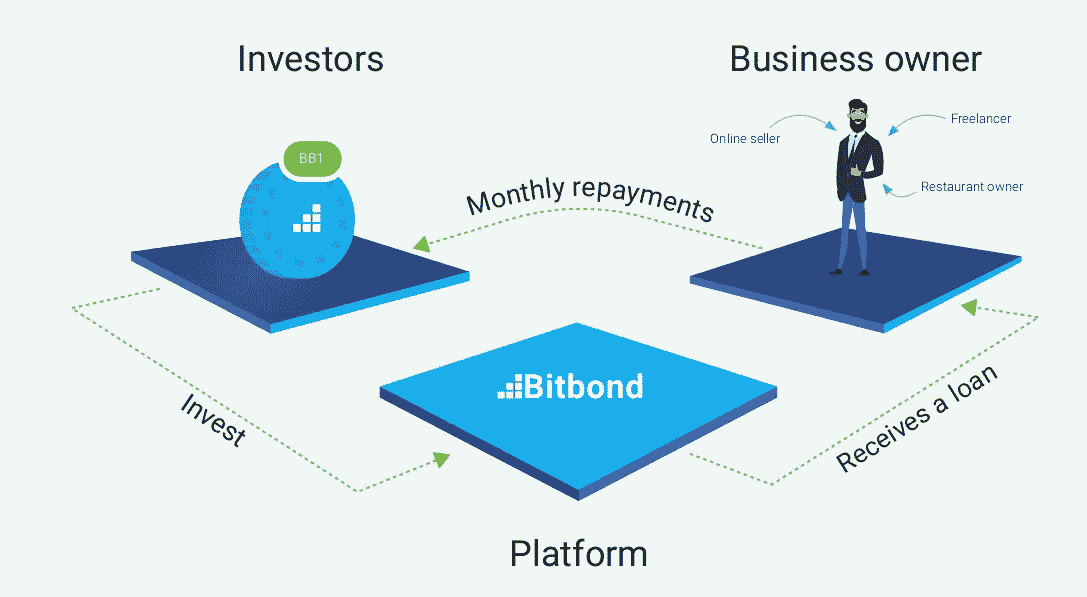 Investors
Business owner
BB1
Online seller
Freelancer
Restaurant owner
Monthly repayments
Bitbond
Invest
Receives a loan
Platform